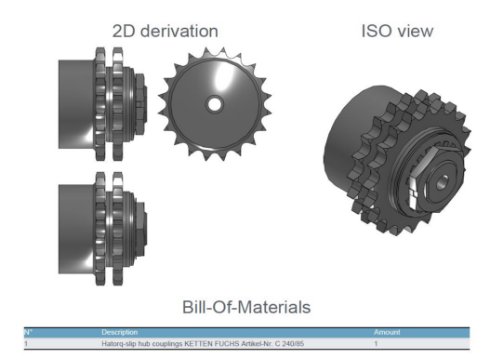 2D derivation
ISO view
Bill-Of-Materials
N° Description Amount
1 Hatorq-slip hub couplings KETTEN FUCHS Artikel-Nr. C 240/85 1